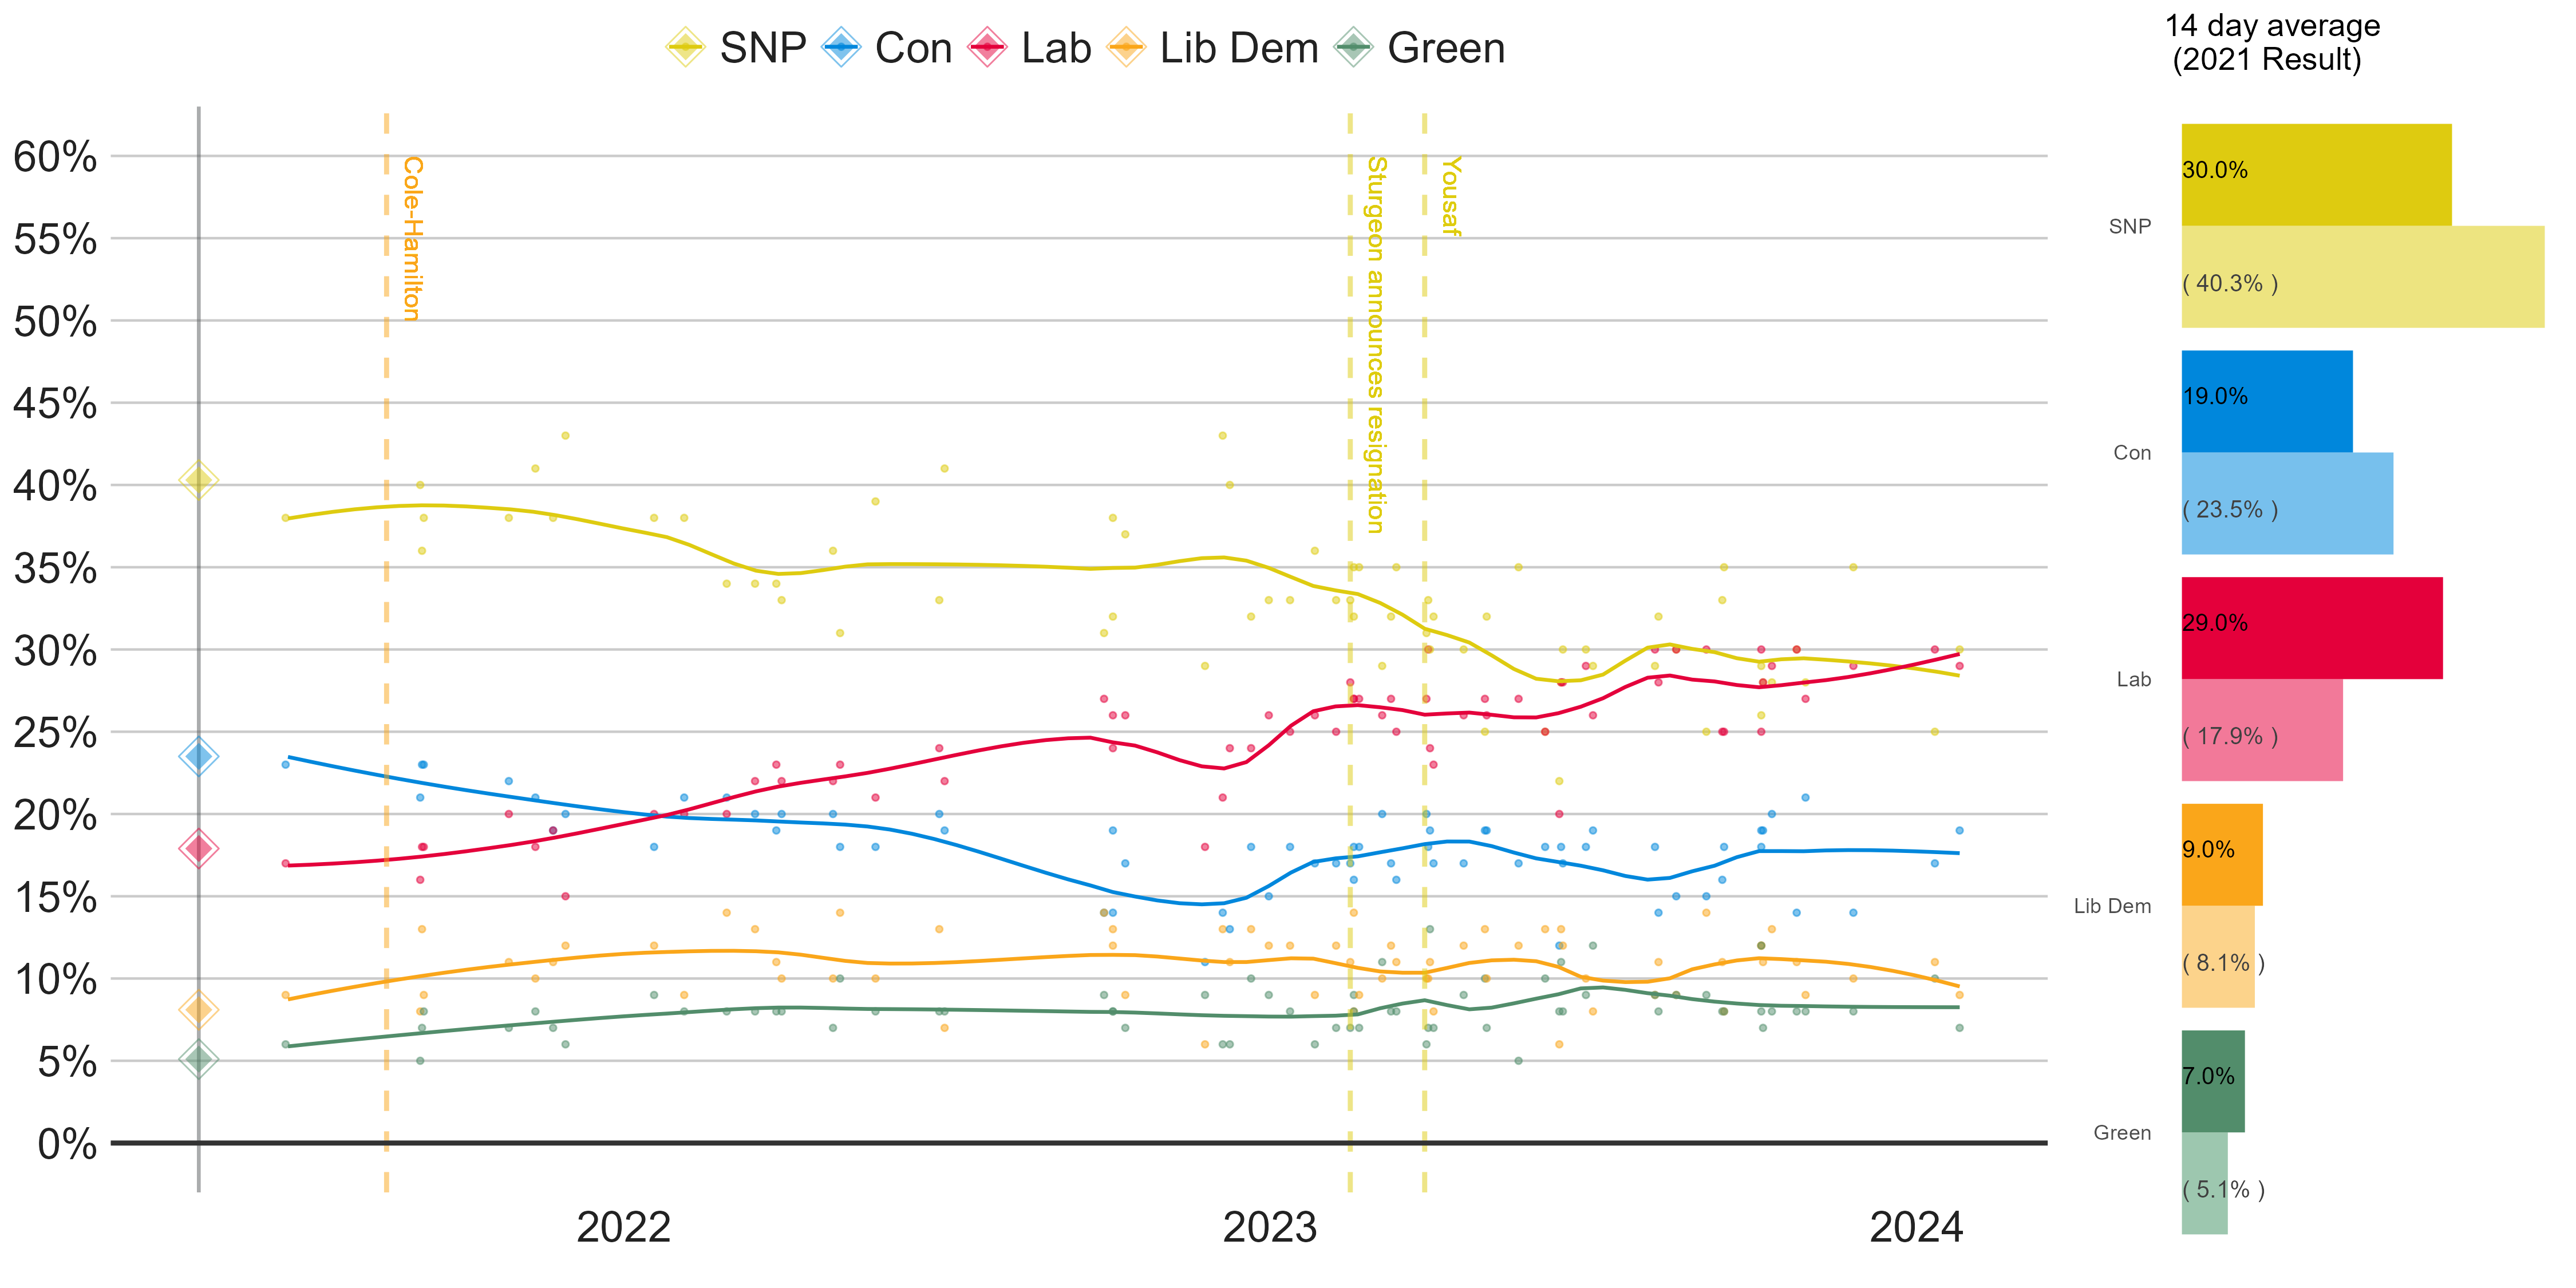 SNP Con Lab Lib Dem Green
14 day average
(2021 Result)
60%
55%
50%
45%
40%
35%
30%
25%
20%
15%
10%
5%
0%
Cole-Hamilton
Sturgeon announces resignation
Yousaf
2022 2023 2024
SNP
30.0%
( 40.3% )
Con
19.0%
( 23.5% )
Lab
29.0%
( 17.9% )
Lib Dem
9.0%
( 8.1% )
Green
7.0%
( 5.1% )